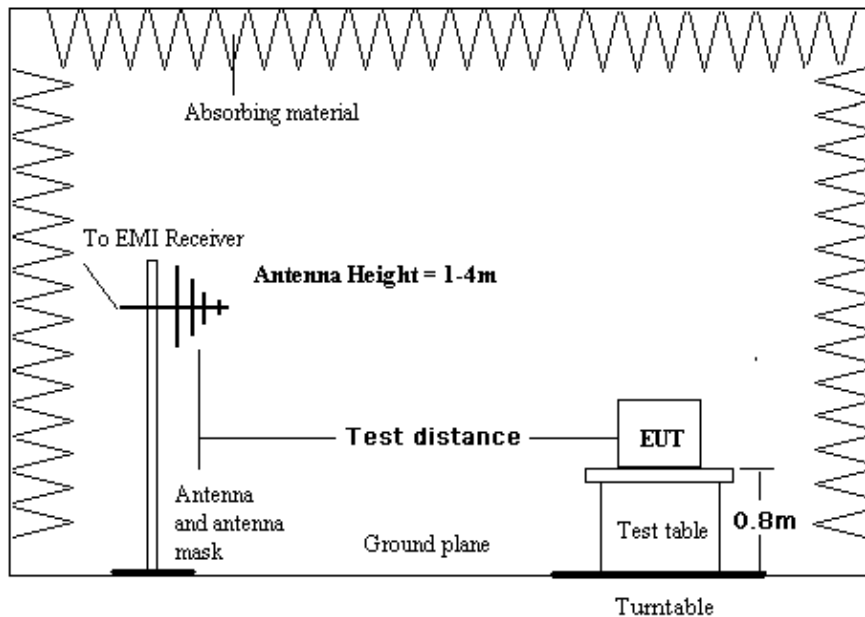 Absorbing material
To EMI Receiver
Antenna Height = 1-4m
Test distance
EUT
Antenna
and antenna
mask
Ground plane
Test table
0.8m
Turntable